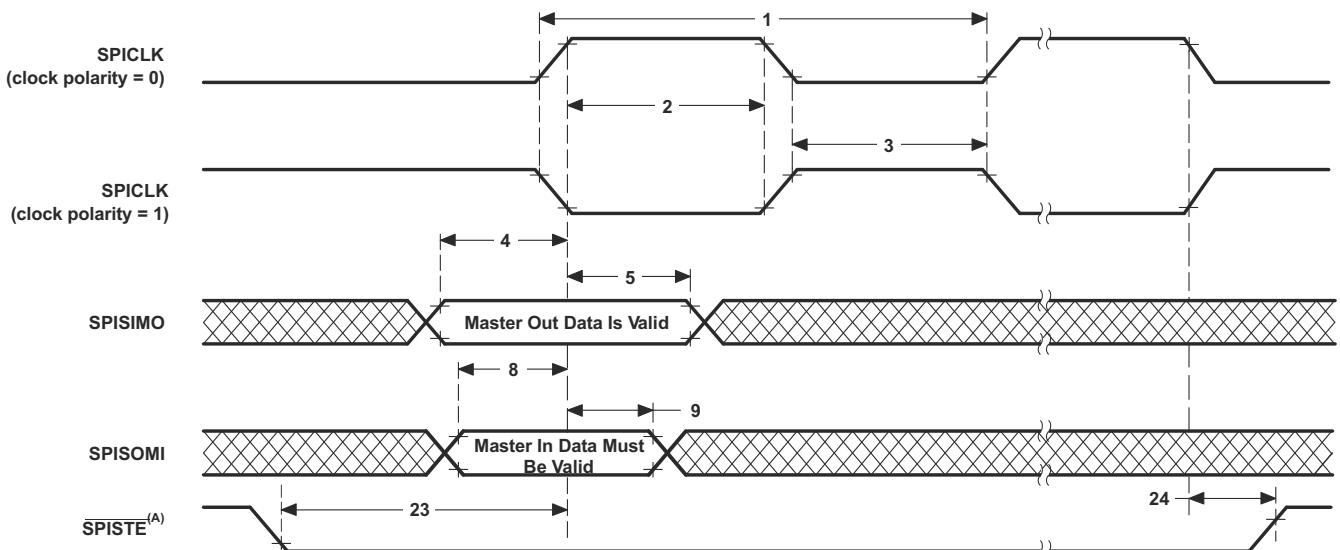 1
SPICLK
(clock polarity = 0)
2
3
SPICLK
(clock polarity = 1)
4
5
SPISIMO
Master Out Data Is Valid
8
9
SPISOMI
Master In Data Must
Be Valid
23
24
SPISTE(A)